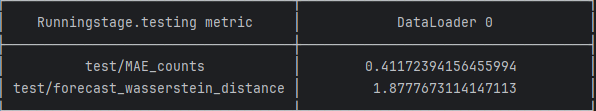 Runningstage.testing metric DataLoader 0
test/MAE_counts 0.41172394156455994
test/forecast_wasserstein_distance 1.8777673114147113